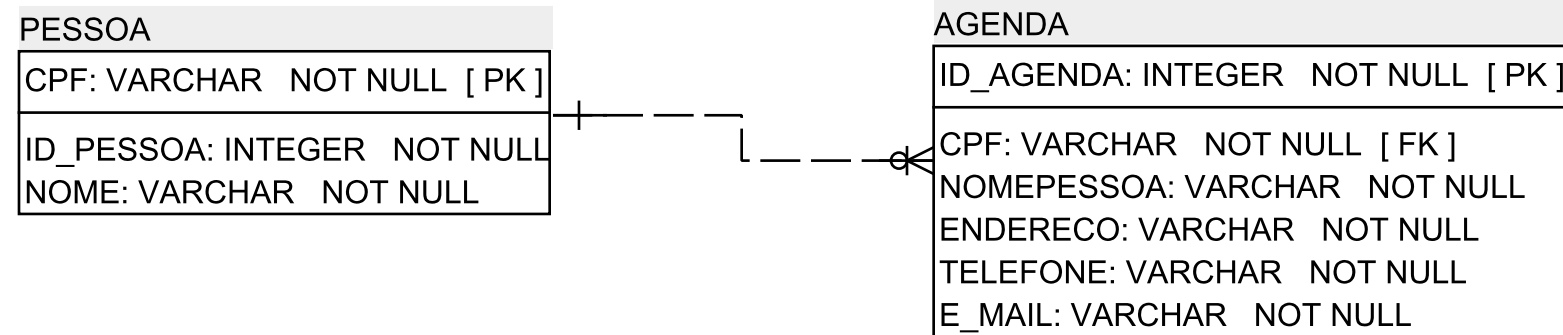 PESSOA
CPF: VARCHAR NOT NULL [ PK ]
ID_PESSOA: INTEGER NOT NULL
NOME: VARCHAR NOT NULL
AGENDA
ID_AGENDA: INTEGER NOT NULL [ PK ]
CPF: VARCHAR NOT NULL [ FK ]
NOMEPESSOA: VARCHAR NOT NULL
ENDERECO: VARCHAR NOT NULL
TELEFONE: VARCHAR NOT NULL
E_MAIL: VARCHAR NOT NULL